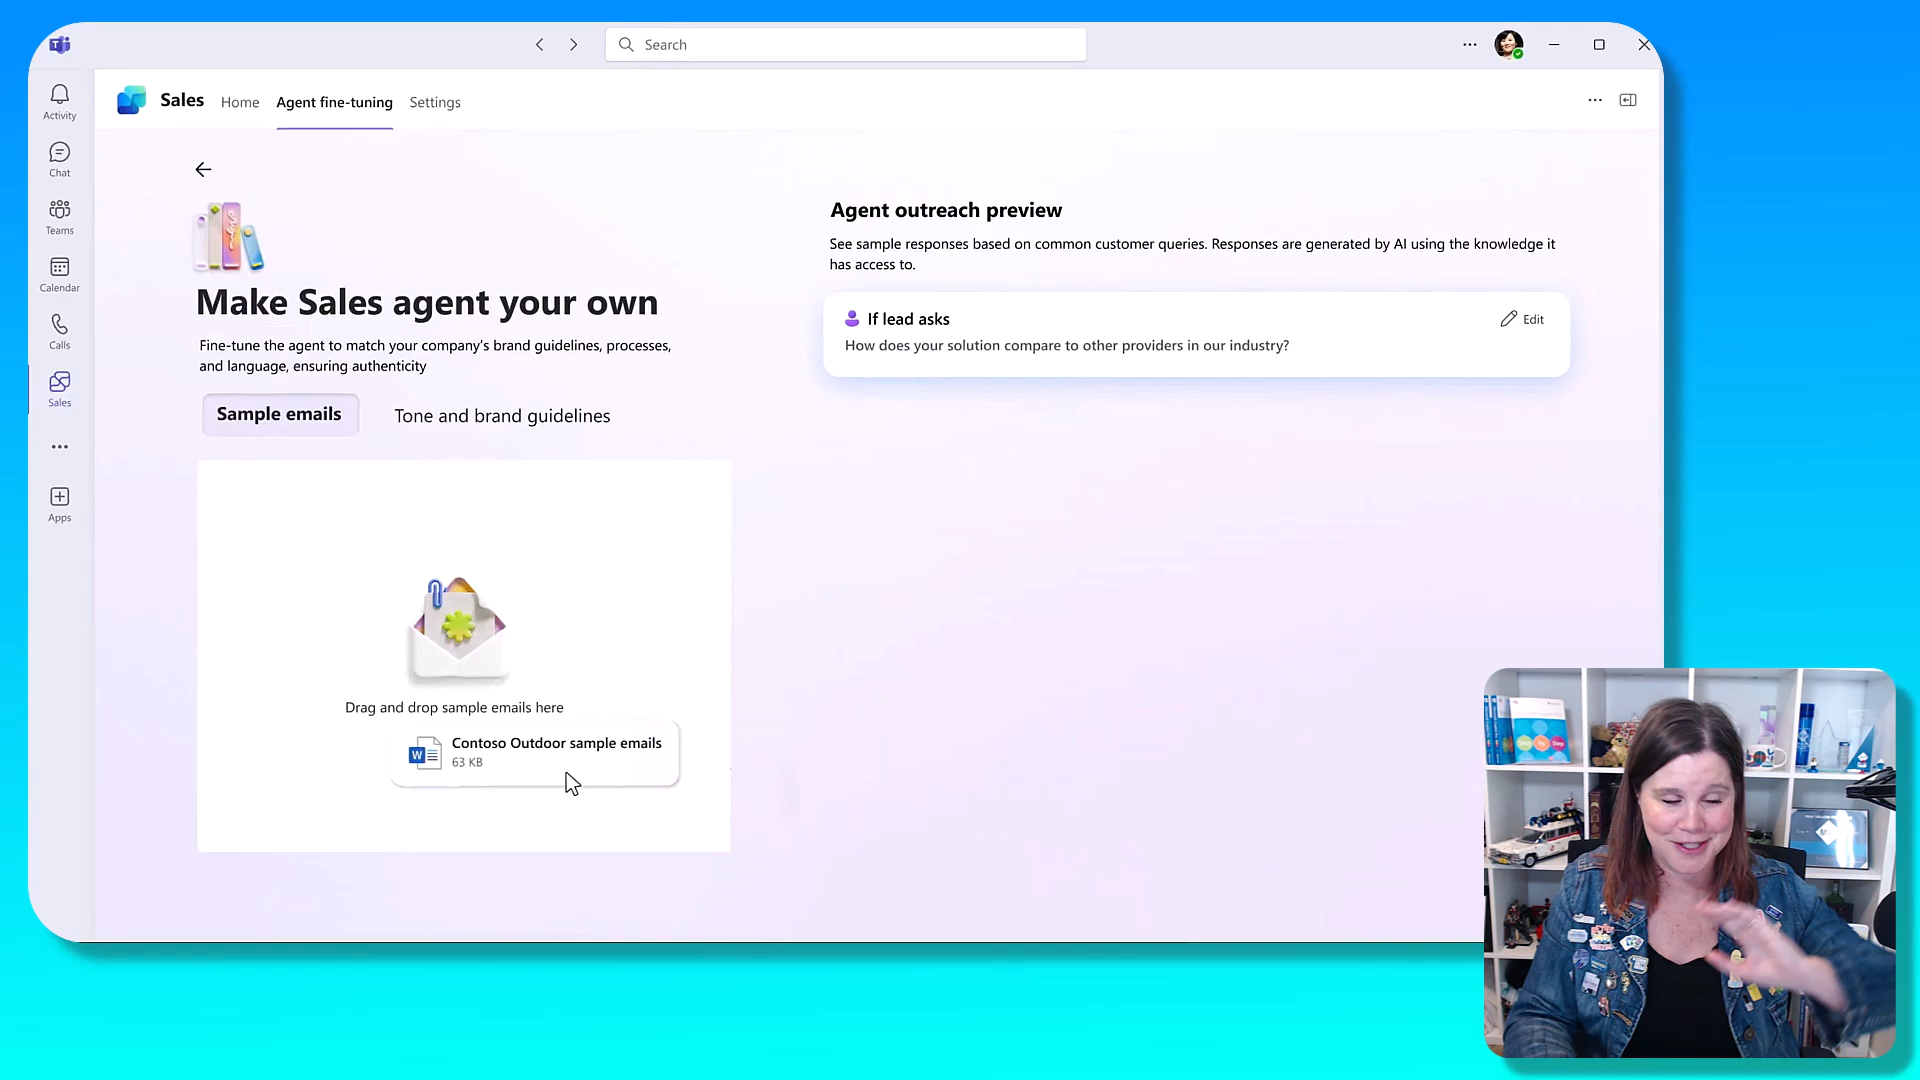 Search
Activity
Chat
Teams
Calendar
Calls
Sales
Apps
Sales
Home
Agent fine-tuning
Settings
Make Sales agent your own
Fine-tune the agent to match your company's brand guidelines, processes,
and language, ensuring authenticity
Sample emails
Tone and brand guidelines
Drag and drop sample emails here
W
Contoso Outdoor sample emails
63 KB
Agent outreach preview
See sample responses based on common customer queries. Responses are generated by AI using the knowledge it
has access to.
If lead asks
Edit
How does your solution compare to other providers in our industry?